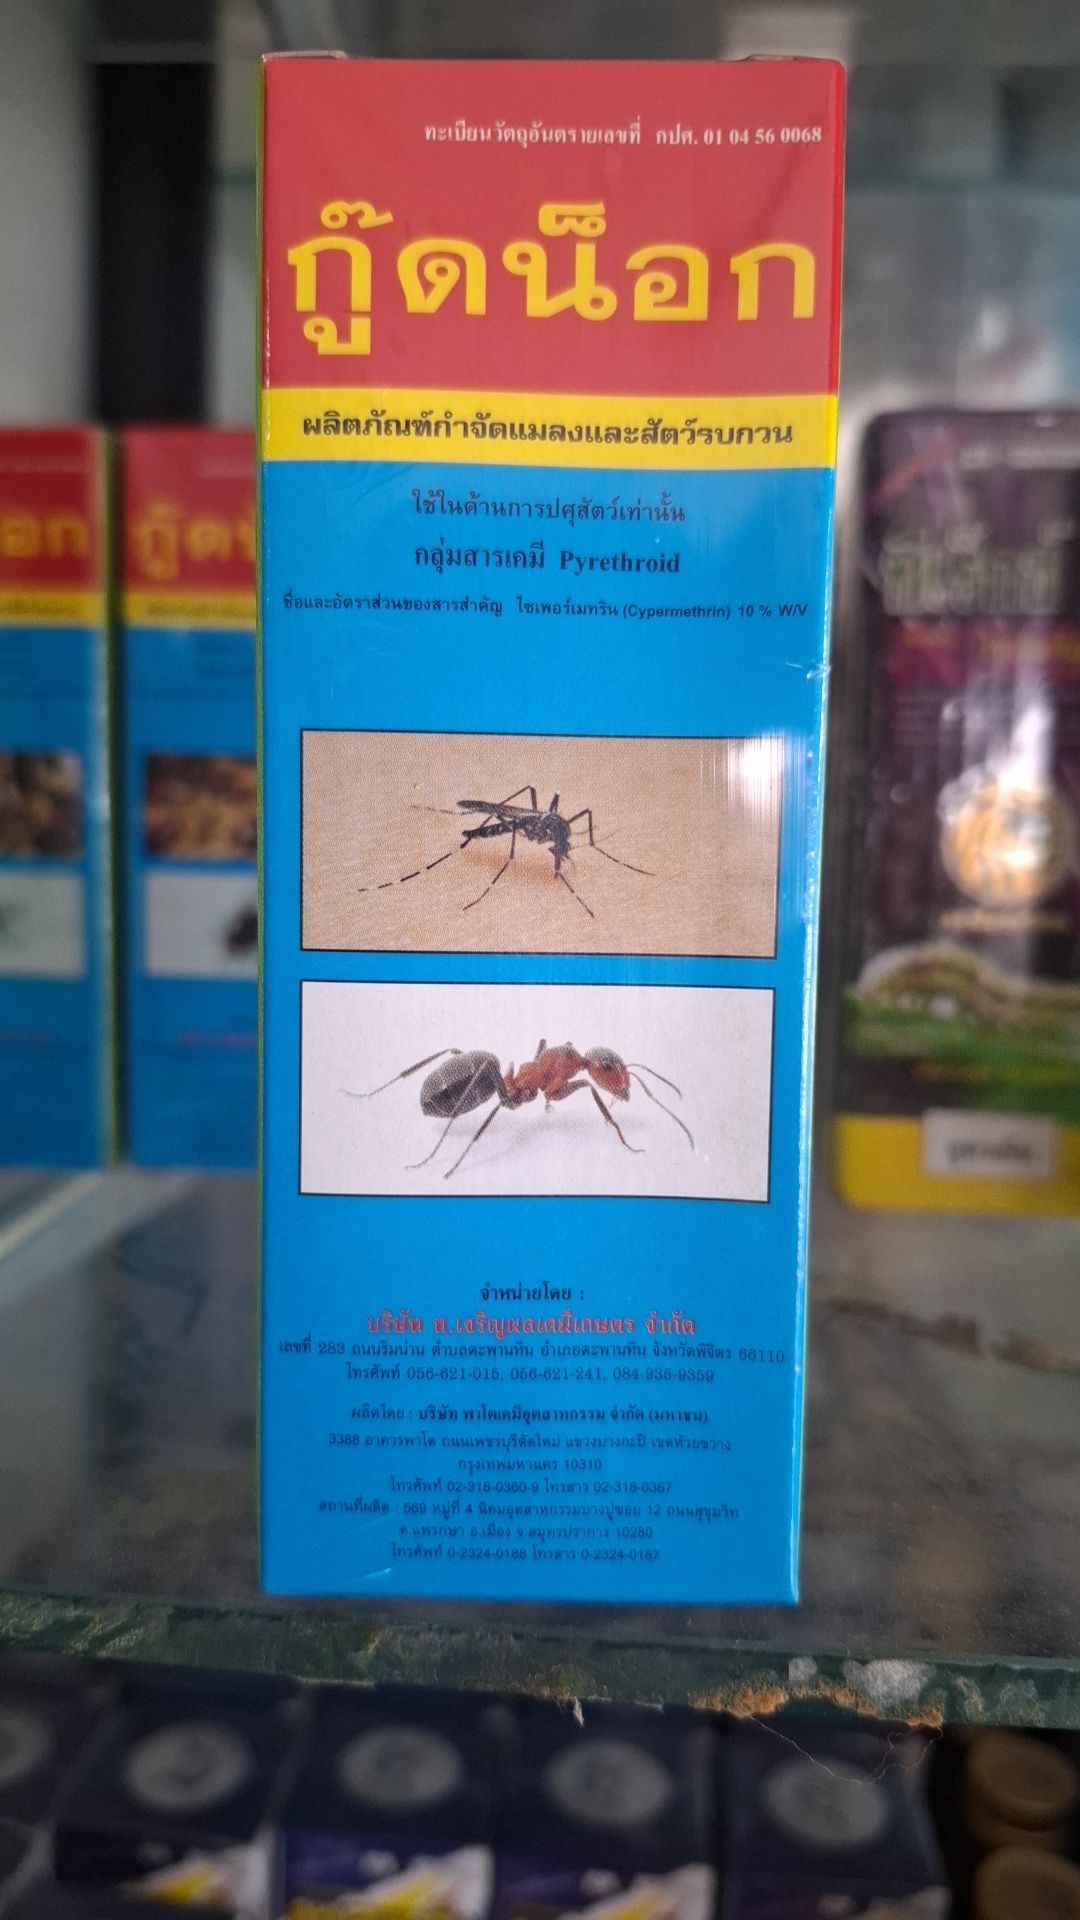 ทะเบียนวัตถุอันตรายเลขที่ กปศ. 01 04 56 0068
กู๊ดน็อก
ผลิตภัณฑ์กำจัดแมลงและสัตว์รบกวน
ใช้ในด้านการปศุสัตว์เท่านั้น
กลุ่มสารเคมี Pyrethroid
ชื่อและอัตราส่วนของสารสำคัญ ไซเพอร์เมทริน (Cypermethrin) 10 % W/V
จำหน่ายโดย :
บริษัท ท.เจริญผลเคมีเกษตร จำกัด
เลขที่ 283 ถนนริมน่าน ตำบลตะพานหิน อำเภอตะพานหิน จังหวัดพิจิตร 66110
โทรศัพท์ 056-621-015, 056-621-241, 084-935-9359
ผลิตโดย : บริษัท พาโตเคมีอุตสาหกรรม จำกัด (มหาชน)
3388 อาคารพาโต ถนนเพชรบุรีตัดใหม่ แขวงบางกะปิ เขตห้วยขวาง
กรุงเทพมหานคร 10310
โทรศัพท์ 02-318-0360-9 โทรสาร 02-318-0367
สถานที่ผลิต : 569 หมู่ที่ 4 นิคมอุตสาหกรรมบางปูซอย 12 ถนนสุขุมวิท
ต.แพรกษา อ.เมือง จ.สมุทรปราการ 10280
โทรศัพท์ 0-2324-0188 โทรสาร 0-2324-0187